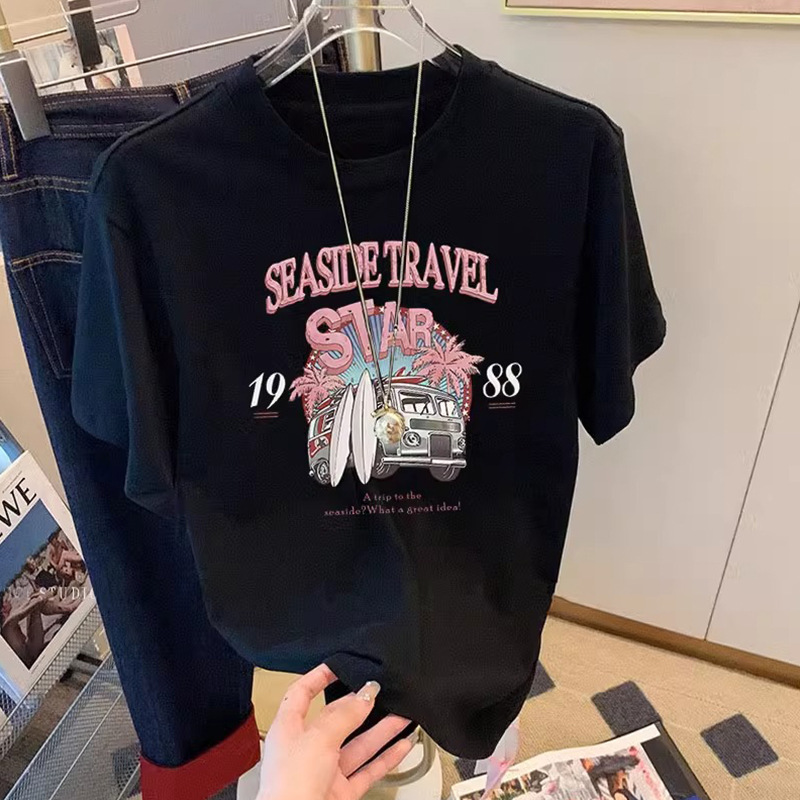 SEASIDE TRAVEL
STAR
19 88
A trip to the
seaside?What a great idea!